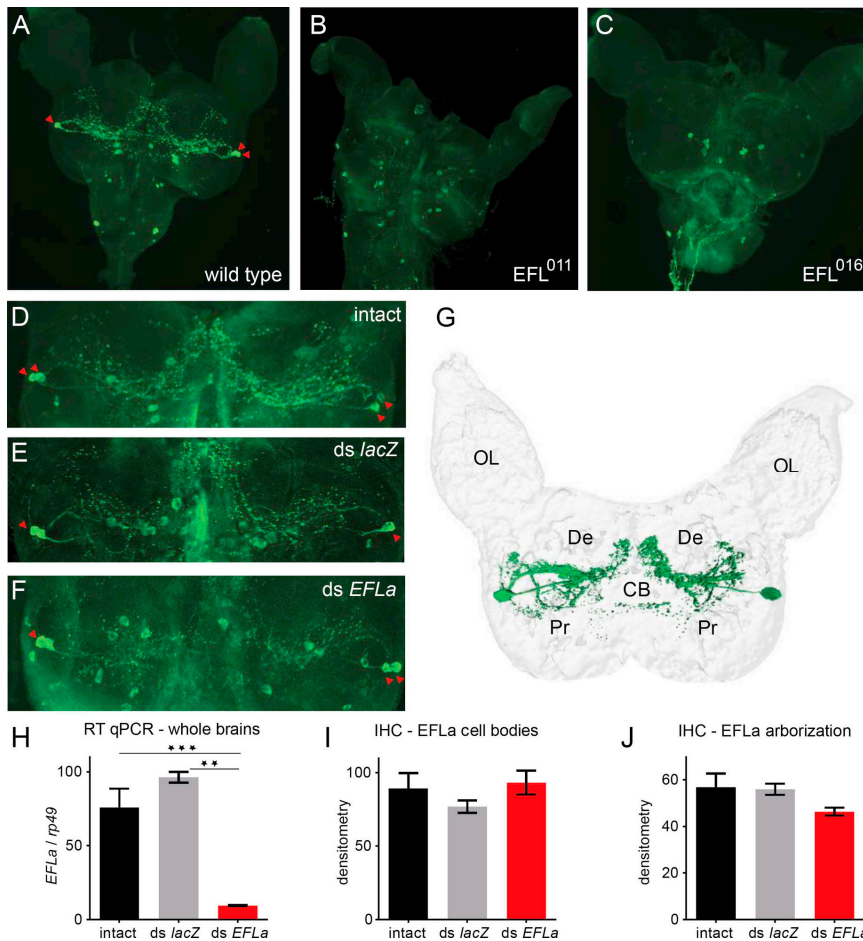 A
B
C
wild type
EFL011
EFL016
D
intact
E
ds lacZ
F
ds EFLa
G
OL
OL
De
De
CB
Pr
Pr
H
RT qPCR - whole brains
★★★
★★
100
50
0
EFLa / rp49
intact
ds lacZ
ds EFLa
I
IHC - EFLa cell bodies
100
50
0
densitometry
intact
ds lacZ
ds EFLa
J
IHC - EFLa arborization
60
40
20
0
densitometry
intact
ds lacZ
ds EFLa